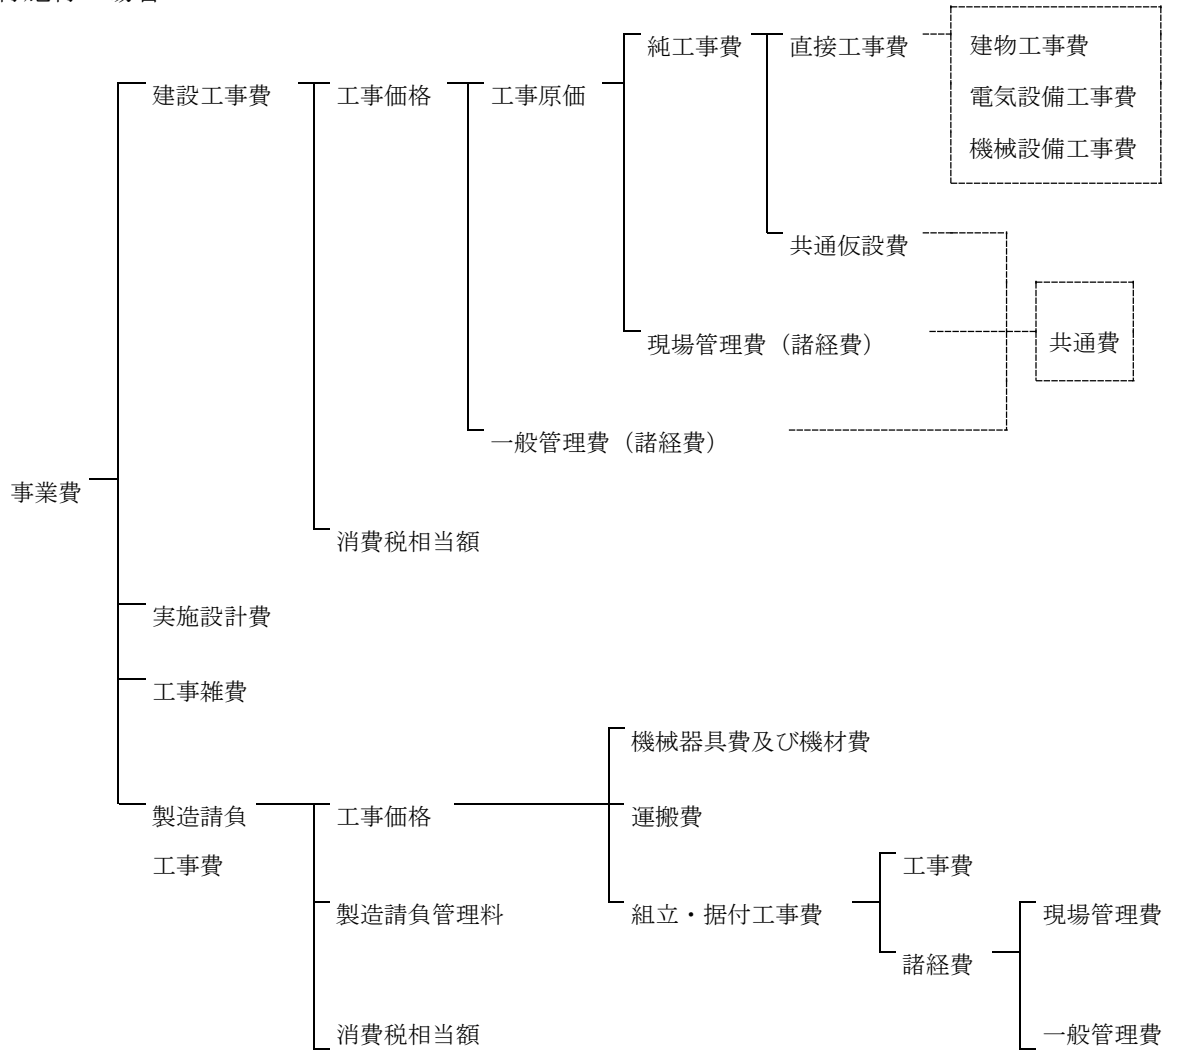 純工事費
直接工事費
建物工事費
建設工事費
工事価格
工事原価
電気設備工事費
機械設備工事費
共通仮設費
現場管理費（諸経費）
共通費
一般管理費（諸経費）
事業費
消費税相当額
実施設計費
工事雑費
機械器具費及び機材費
製造請負
工事費
工事価格
運搬費
工事費
製造請負管理料
組立・据付工事費
現場管理費
諸経費
消費税相当額
一般管理費